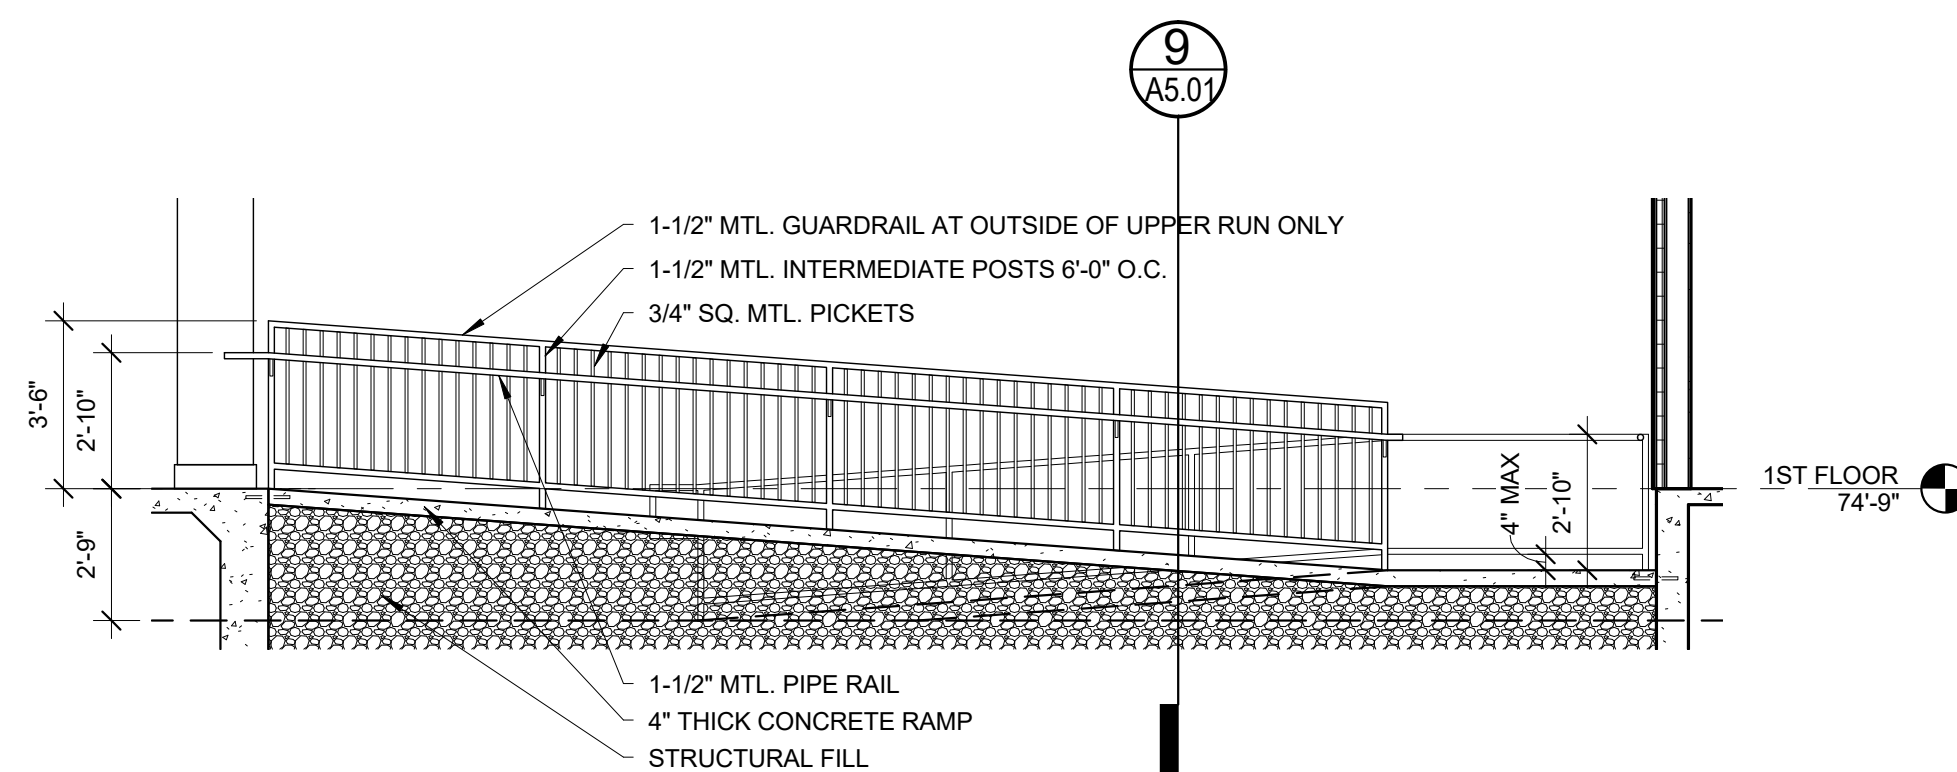 9
A5.01
1-1/2" MTL. GUARDRAIL AT OUTSIDE OF UPPER RUN ONLY
1-1/2" MTL. INTERMEDIATE POSTS 6'-0" O.C.
3/4" SQ. MTL. PICKETS
3'-6"
2'-10"
2'-9"
4" MAX
2'-10"
1ST FLOOR
74'-9"
1-1/2" MTL. PIPE RAIL
4" THICK CONCRETE RAMP
STRUCTURAL FILL